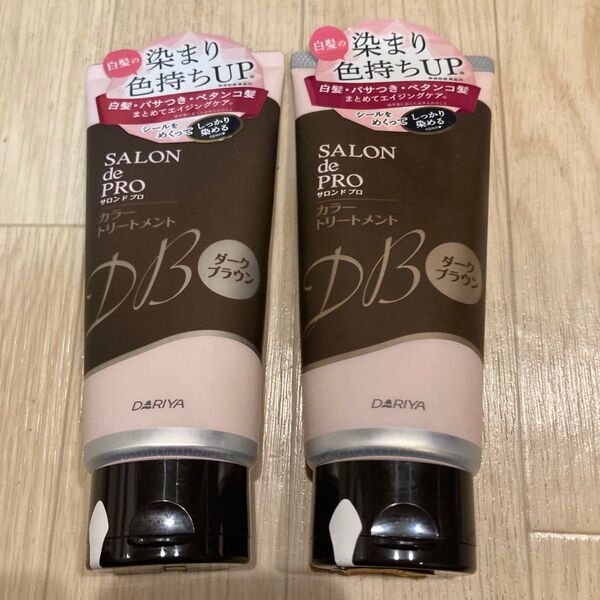 白髪の
染まり
色持ちUP※
白髪・パサつき・ペタンコ髪
まとめてエイジングケア※
シールを
めくって
しっかり
染める
open
SALON
de
PRO
サロン ド プロ
カラー
トリートメント
DB
ダーク
ブラウン
DARIYA
白髪の
染まり
色持ちUP※
白髪・パサつき・ペタンコ髪
まとめてエイジングケア※
シールを
めくって
しっかり
染める
open
SALON
de
PRO
サロン ド プロ
カラー
トリートメント
DB
ダーク
ブラウン
DARIYA